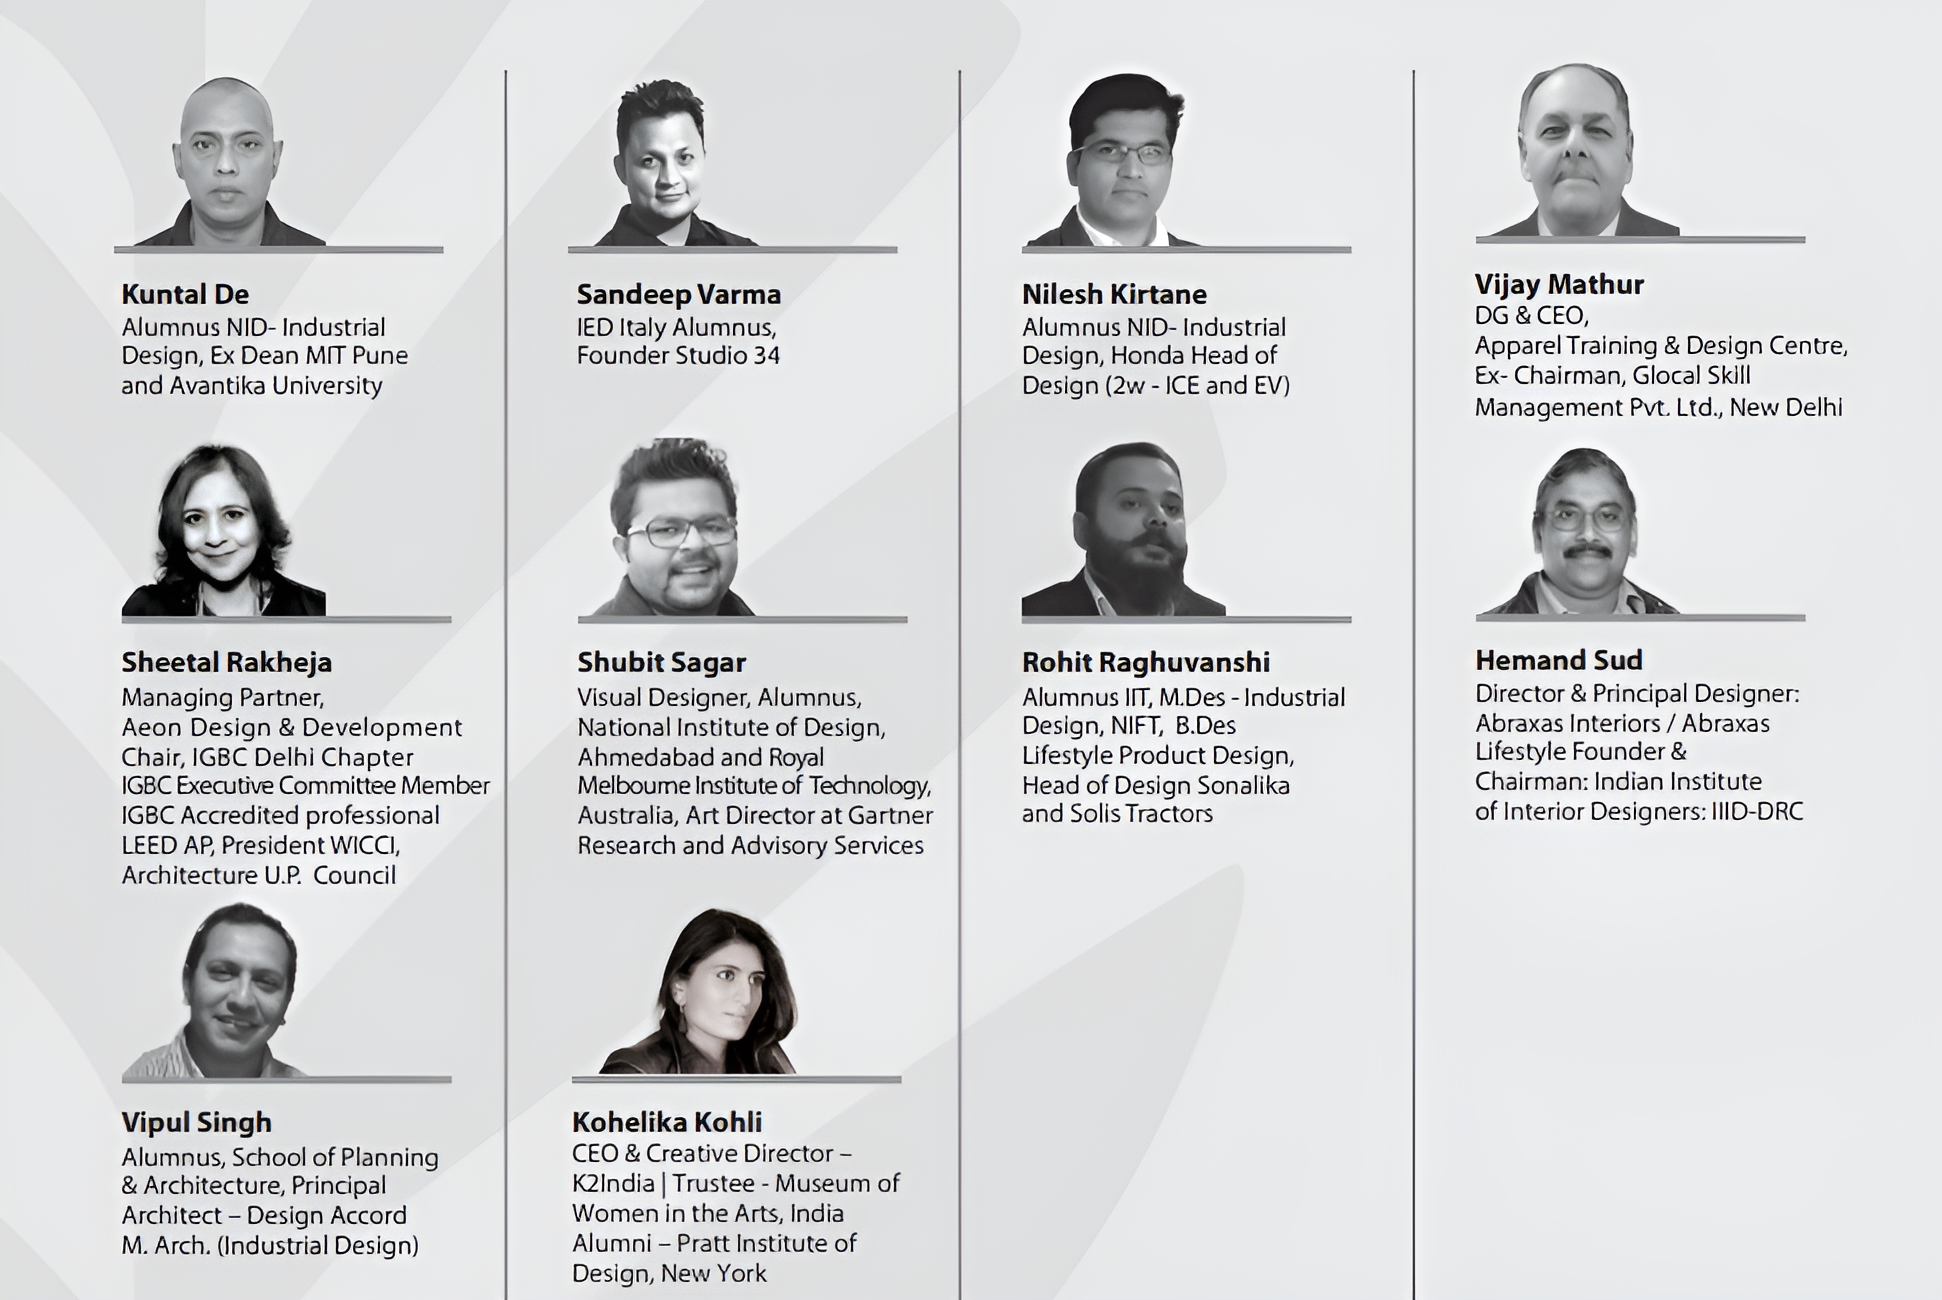 Kuntal De
Alumnus NID- Industrial
Design, Ex Dean MIT Pune
and Avantika University
Sandeep Varma
IED Italy Alumnus,
Founder Studio 34
Nilesh Kirtane
Alumnus NID- Industrial
Design, Honda Head of
Design (2w - ICE and EV)
Vijay Mathur
DG & CEO,
Apparel Training & Design Centre,
Ex- Chairman, Glocal Skill
Management Pvt. Ltd., New Delhi
Sheetal Rakheja
Managing Partner,
Aeon Design & Development
Chair, IGBC Delhi Chapter
IGBC Executive Committee Member
IGBC Accredited professional
LEED AP, President WICCI,
Architecture U.P. Council
Shubit Sagar
Visual Designer, Alumnus,
National Institute of Design,
Ahmedabad and Royal
Melbourne Institute of Technology,
Australia, Art Director at Gartner
Research and Advisory Services
Rohit Raghuvanshi
Alumnus IIT, M.Des - Industrial
Design, NIFT, B.Des
Lifestyle Product Design,
Head of Design Sonalika
and Solis Tractors
Hemand Sud
Director & Principal Designer:
Abraxas Interiors / Abraxas
Lifestyle Founder &
Chairman: Indian Institute
of Interior Designers: IIID-DRC
Vipul Singh
Alumnus, School of Planning
& Architecture, Principal
Architect – Design Accord
M. Arch. (Industrial Design)
Kohelika Kohli
CEO & Creative Director –
K2India | Trustee - Museum of
Women in the Arts, India
Alumni – Pratt Institute of
Design, New York